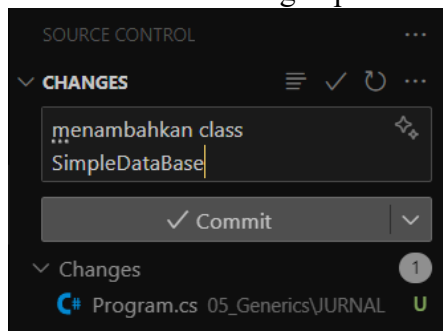 SOURCE CONTROL
CHANGES
menambahkan class
SimpleDataBase
Commit
Changes 1
C# Program.cs 05_Generics\JURNAL U